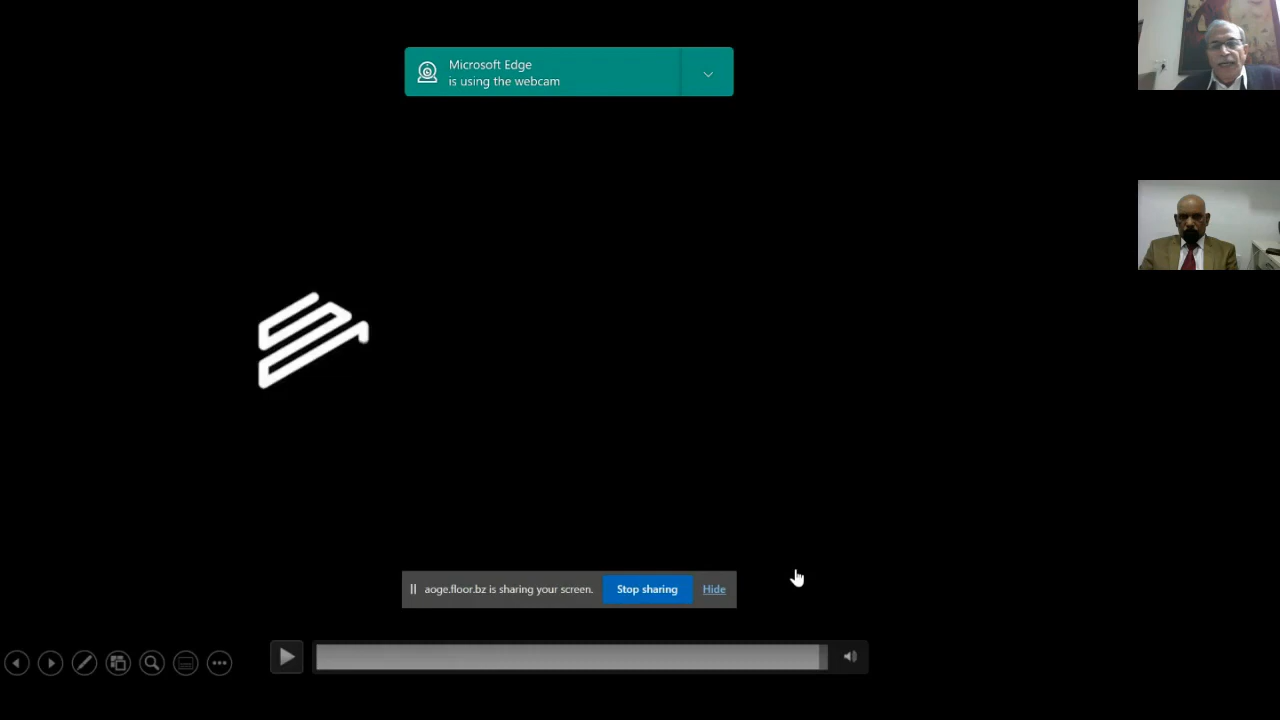 Microsoft Edge
is using the webcam
aoge.floor.bz is sharing your screen.
Stop sharing
Hide